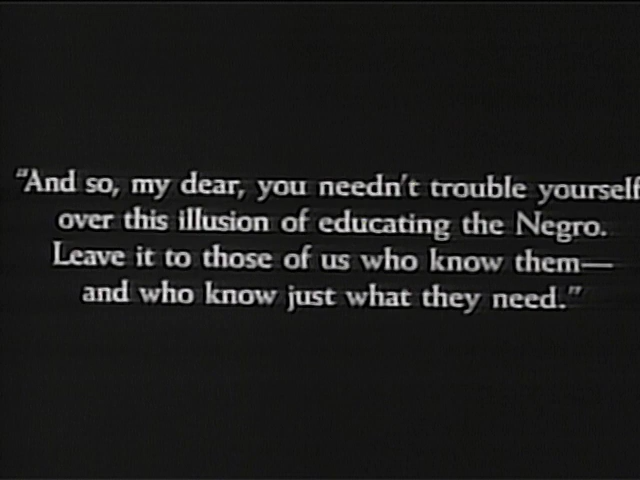 "And so, my dear, you needn't trouble yourself
over this illusion of educating the Negro.
Leave it to those of us who know them—
and who know just what they need."